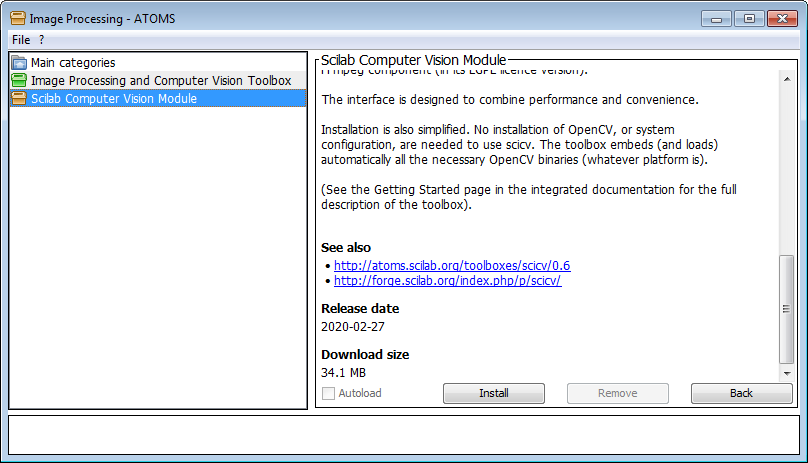 Image Processing - ATOMS
File ?
Main categories
Image Processing and Computer Vision Toolbox
Scilab Computer Vision Module
Scilab Computer Vision Module
The interface is designed to combine performance and convenience.
Installation is also simplified. No installation of OpenCV, or system
configuration, are needed to use scicv. The toolbox embeds (and loads)
automatically all the necessary OpenCV binaries (whatever platform is).
(See the Getting Started page in the integrated documentation for the full
description of the toolbox).
See also
• http://atoms.scilab.org/toolboxes/scicv/0.6
• http://forge.scilab.org/index.php/p/scicv/
Release date
2020-02-27
Download size
34.1 MB
Autoload
Install
Remove
Back